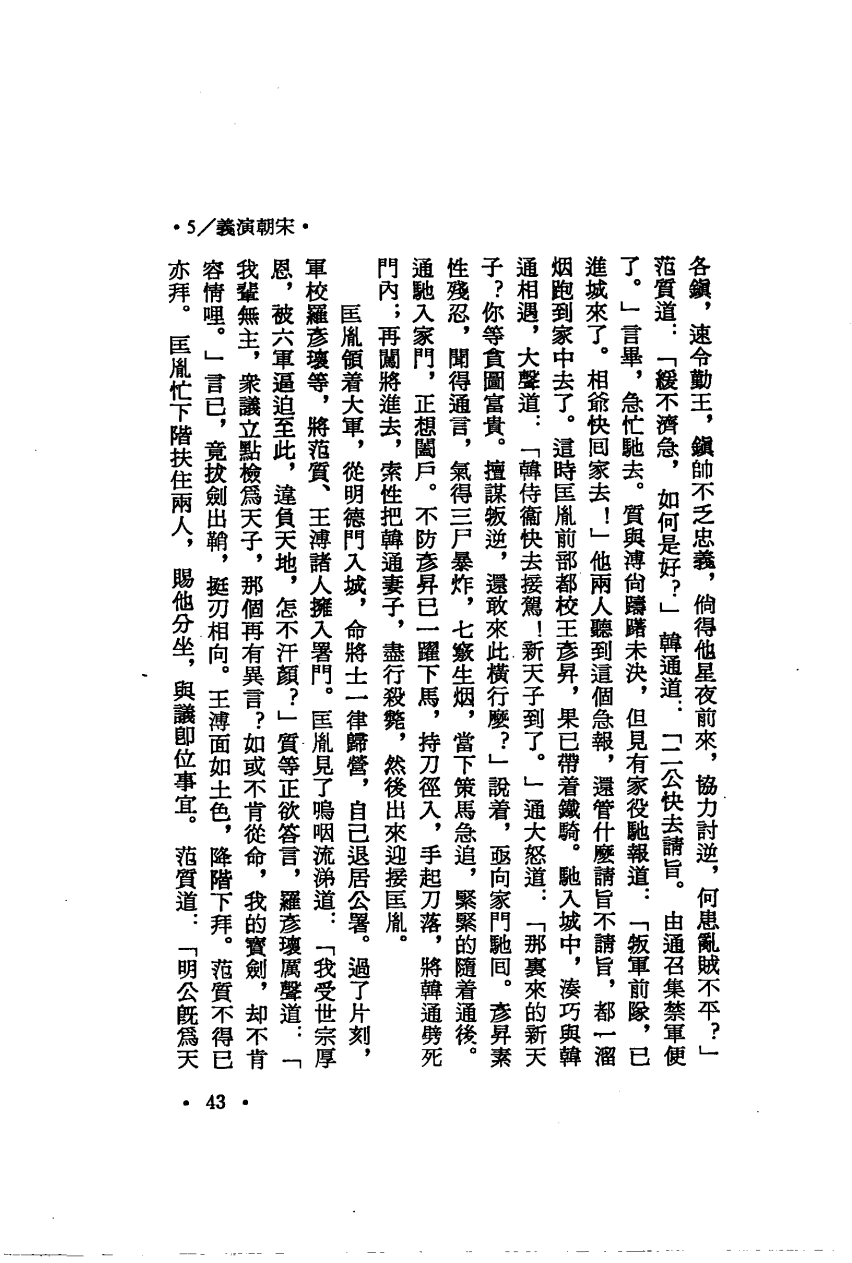 •5／義演朝宋•
各鎭，速令勤王，鎭帥不乏忠義，倘得他星夜前來，協力討逆，何患亂賊不平？」
范質道：「緩不濟急，如何是好？」韓通道：「二公快去請旨。由通召集禁軍便
了。」言畢，急忙馳去。質與溥尙躊躇未決，但見有家役馳報道：「叛軍前隊，已
進城來了。相爺快囘家去！」他兩人聽到這個急報，還管什麼請旨不請旨，都一溜
烟跑到家中去了。這時匡胤前部都校王彥昇，果已帶着鐵騎。馳入城中，湊巧與韓
通相遇，大聲道：「韓侍衞快去接駕！新天子到了。」通大怒道：「那裏來的新天
子？你等貪圖富貴。擅謀叛逆，還敢來此橫行麼？」說着，亟向家門馳囘。彥昇素
性殘忍，聞得通言，氣得三尸暴炸，七竅生烟，當下策馬急追，緊緊的隨着通後。
通馳入家門，正想闔戶。不防彥昇已一躍下馬，持刀徑入，手起刀落，將韓通劈死
門內；再闖將進去，索性把韓通妻子，盡行殺斃，然後出來迎接匡胤。
匡胤領着大軍，從明德門入城，命將士一律歸營，自己退居公署。過了片刻，
軍校羅彥瓌等，將范質、王溥諸人擁入署門。匡胤見了嗚咽流涕道：「我受世宗厚
恩，被六軍逼迫至此，違負天地，怎不汗顏？」質等正欲答言，羅彥瓌厲聲道：「
我輩無主，衆議立點檢爲天子，那個再有異言？如或不肯從命，我的寶劍，却不肯
容情哩。」言已，竟拔劍出鞘，挺刃相向。王溥面如土色，降階下拜。范質不得已
亦拜。匡胤忙下階扶住兩人，賜他分坐，與議卽位事宜。范質道：「明公旣爲天
• 43 •